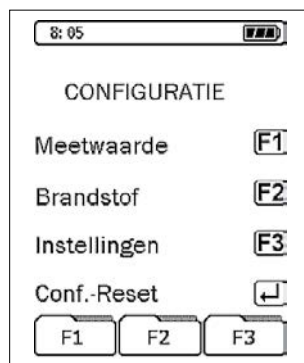 8: 05
CONFIGURATIE
Meetwaarde F1
Brandstof F2
Instellingen F3
Conf.-Reset ↵
F1 F2 F3